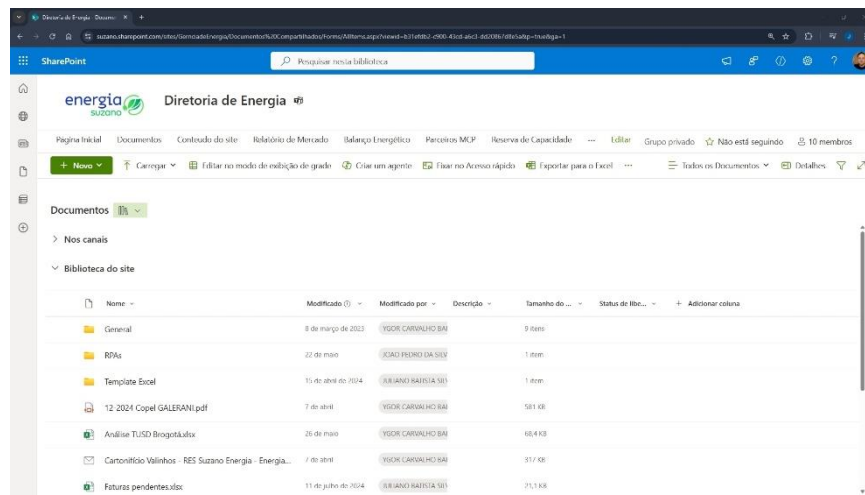 Diretoria de Energia - Docume
suzano.sharepoint.com/sites/GernoadeEnergia/Documentos%20Compartilhados/Forms/AllItems.aspx?
SharePoint
Pesquisar nesta biblioteca
energia
suzano
Diretoria de Energia
Página Inicial Documentos Conteúdo do site Relatório de Mercado Balanço Energético Parceiros MCP Reserva de Capacidade ... Editar Grupo privado Não está seguindo 10 membros
+ Novo Carregar Editar no modo de exibição de grade Criar um agente Fixar no Acesso rápido Exportar para o Excel ... Todos os Documentos Detalhes
Documentos
Nos canais
Biblioteca do site
Nome Modificado Modificado por Descrição Tamanho do ... Status de libe... + Adicionar coluna
General 8 de março de 2023 YGOR CARVALHO BAI 9 itens
RPAs 22 de maio JOAO PEDRO DA SILV 1 item
Template Excel 15 de abril de 2024 JULIANO BATISTA SIL 1 item
12-2024 Copel GALERANI.pdf 7 de abril YGOR CARVALHO BAI 581 KB
Análise TUSD Brogotá.xlsx 26 de maio YGOR CARVALHO BAI 68,4 KB
Cartonifício Valinhos - RES Suzano Energia - Energia... 7 de abril YGOR CARVALHO BAI 317 KB
Faturas pendentes.xlsx 11 de julho de 2024 JULIANO BATISTA SIL 21,1 KB